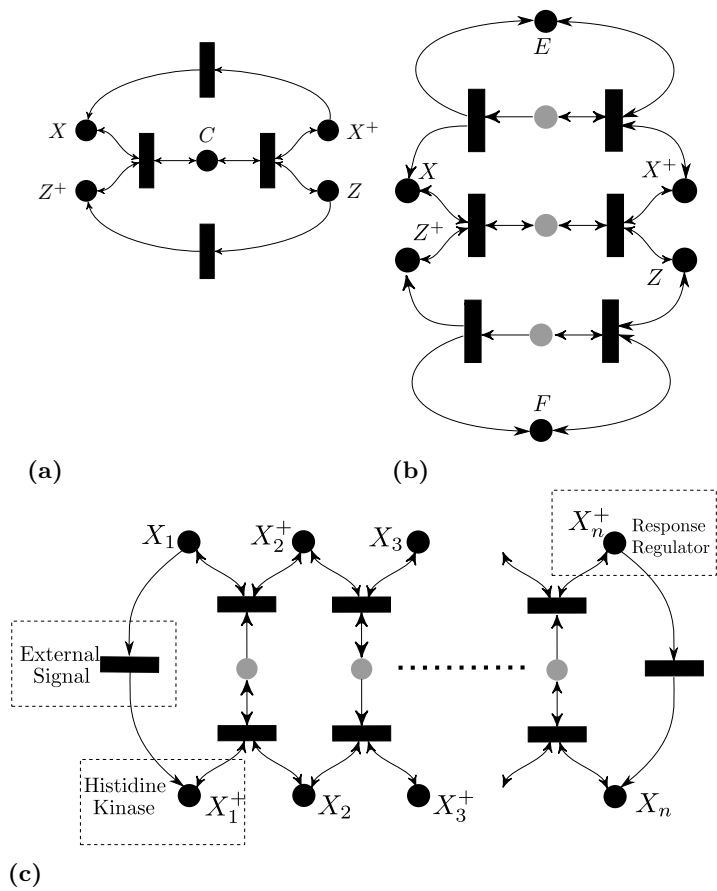 E
X
C
X⁺
Z⁺
Z
X
X⁺
Z⁺
Z
F
(a)
(b)
X₁
X₂⁺
X₃
Xₙ⁺
Response
Regulator
External
Signal
Histidine
Kinase
X₁⁺
X₂
X₃⁺
Xₙ
(c)